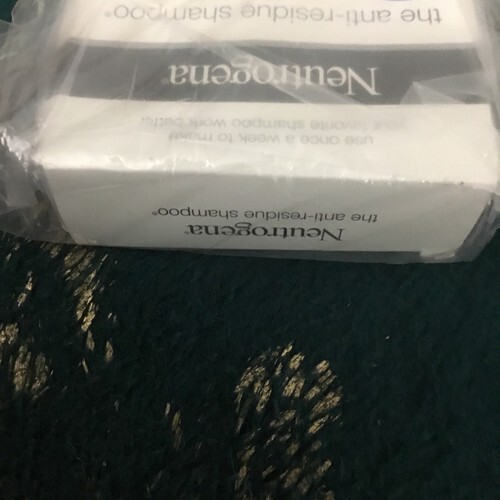 Neutrogena®
the anti-residue shampoo®
use once a week to make
your favorite shampoo work better.
Neutrogena®
the anti-residue shampoo®